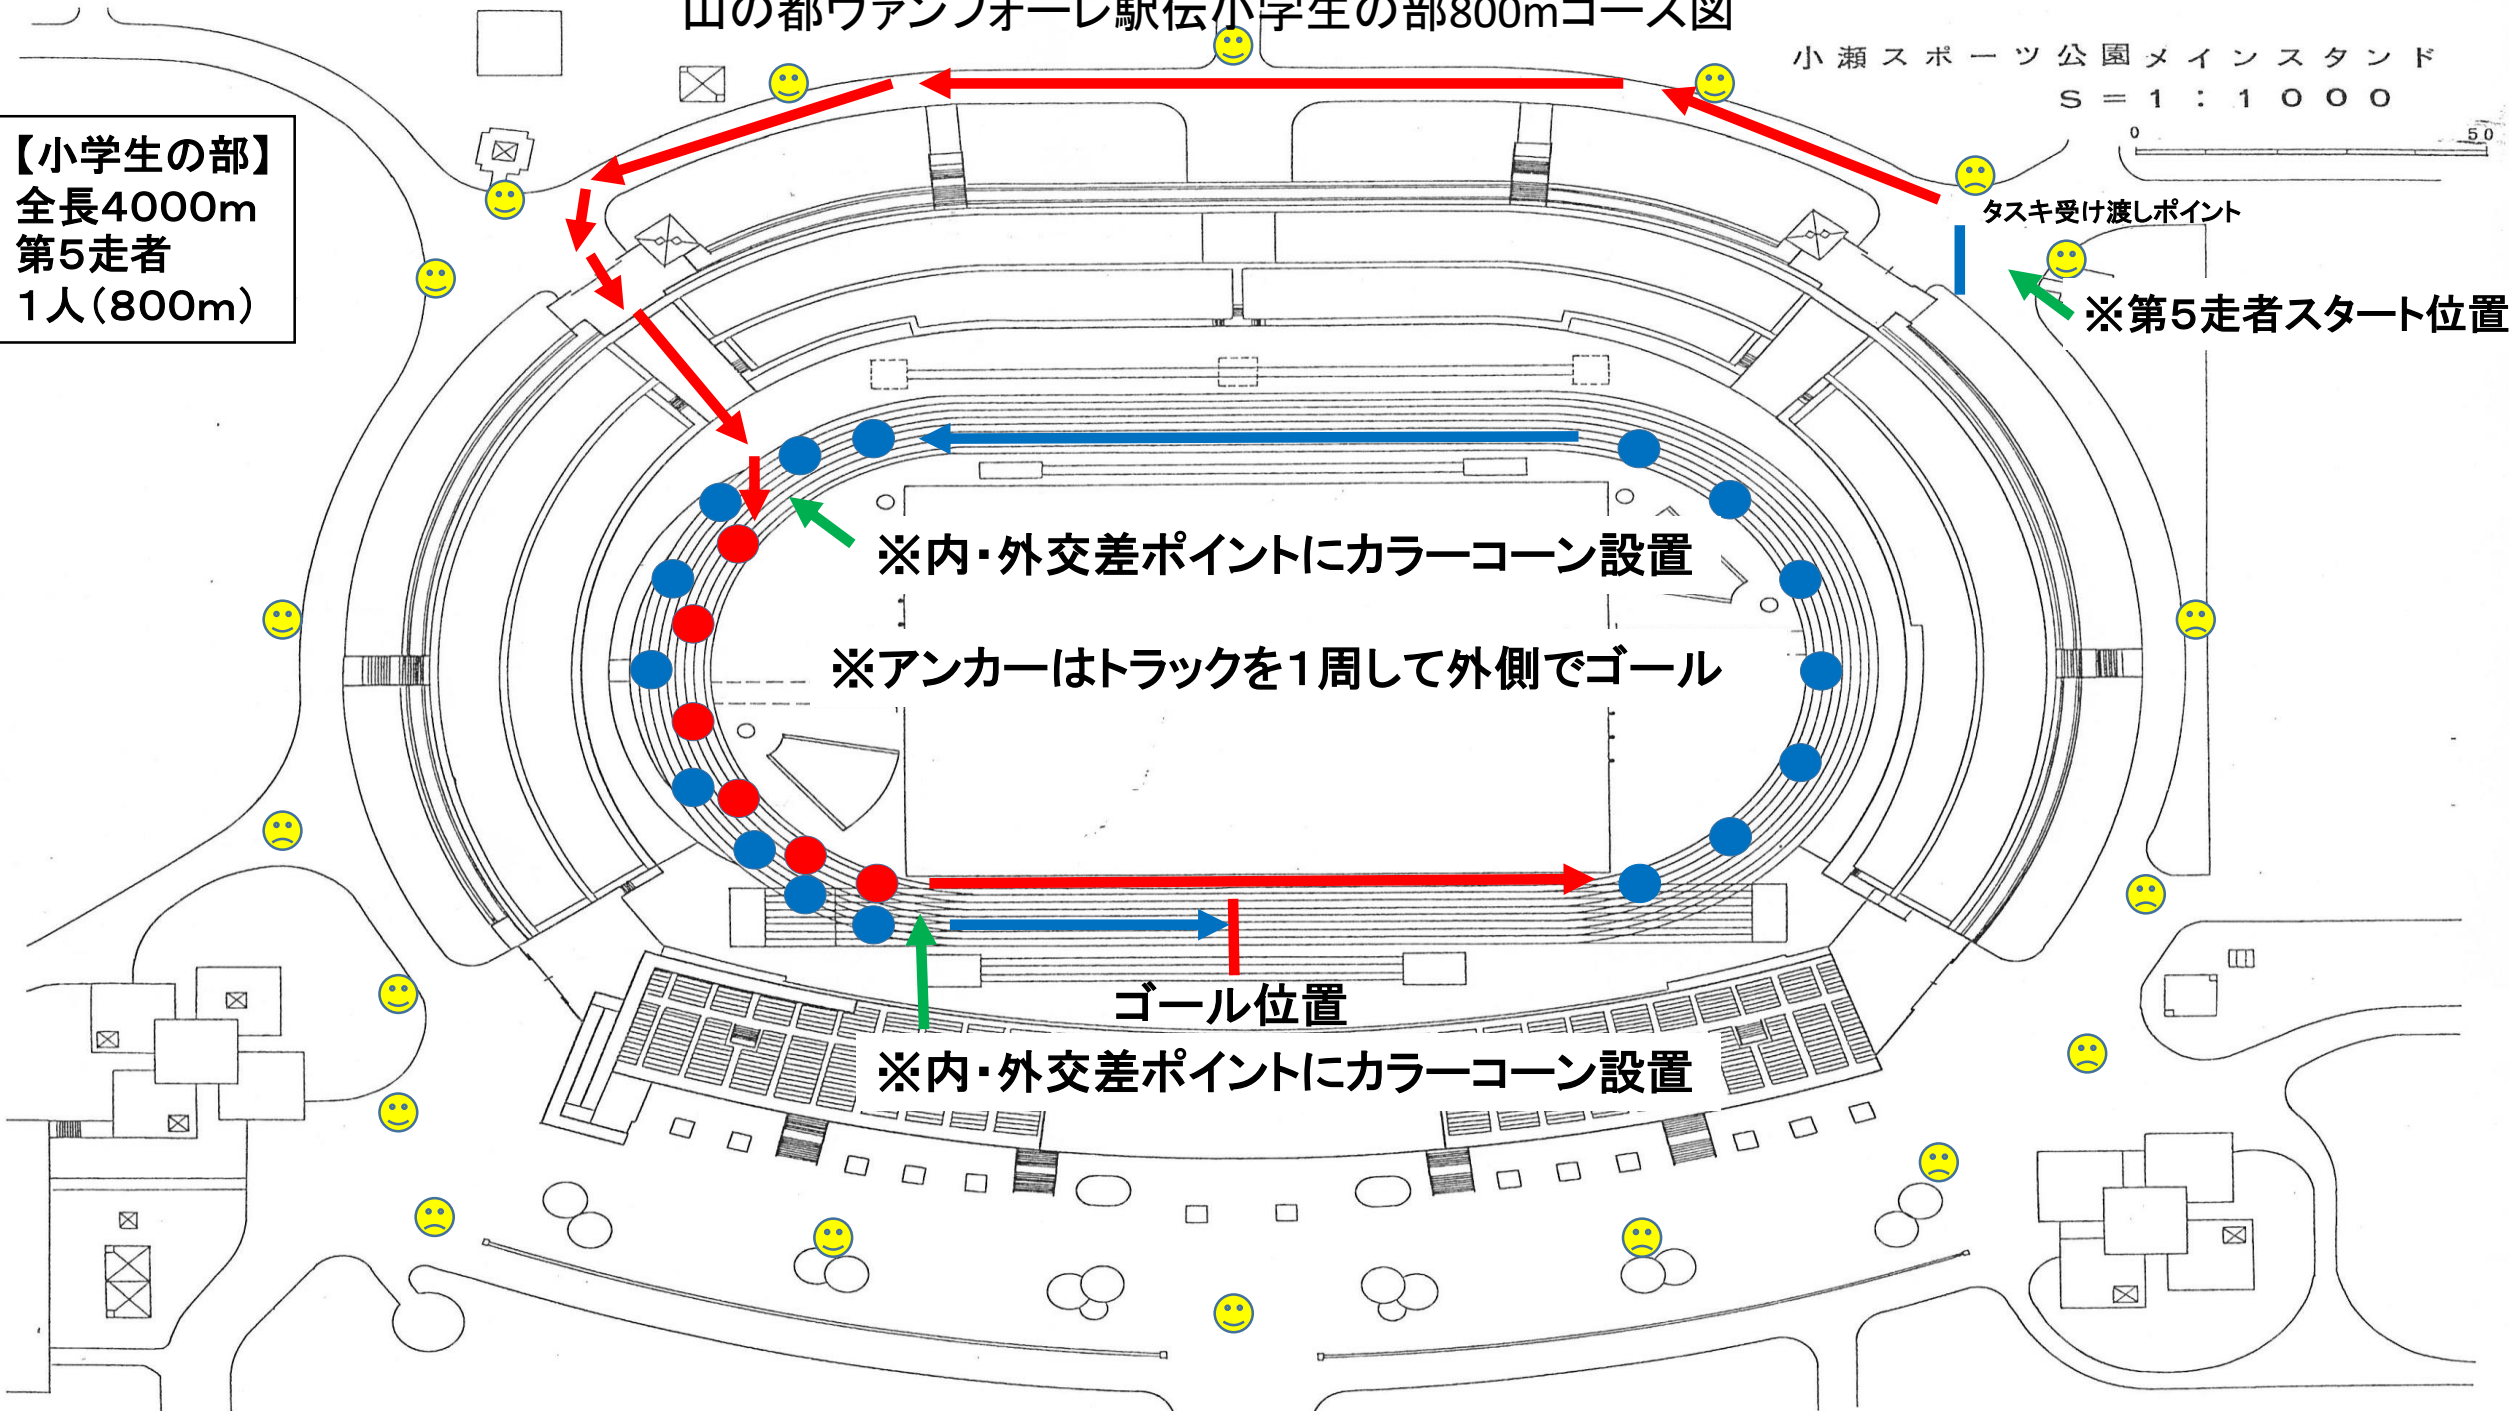 山の都ヴァンフォーレ駅伝小学生の部800mコース図
小瀬スポーツ公園メインスタンド
S=1:1000
0 50
【小学生の部】
全長4000m
第5走者
1人(800m)
タスキ受け渡しポイント
※第5走者スタート位置
※内・外交差ポイントにカラーコーン設置
※アンカーはトラックを1周して外側でゴール
ゴール位置
※内・外交差ポイントにカラーコーン設置